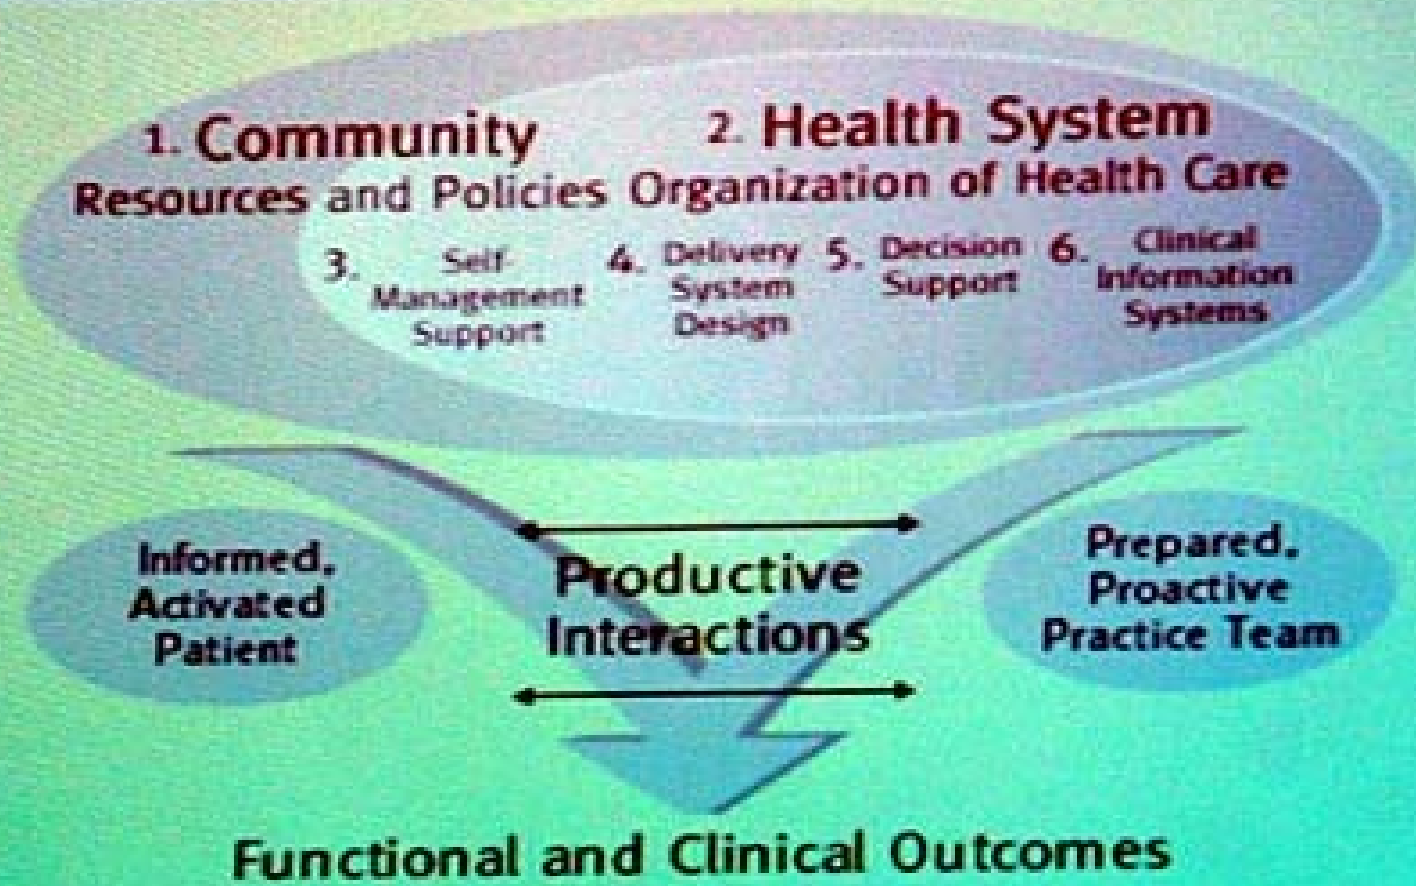 1. Community
2. Health System
Resources and Policies
Organization of Health Care
3. Self-
Management
Support
4. Delivery
System
Design
5. Decision
Support
6. Clinical
Information
Systems
Informed,
Activated
Patient
Productive
Interactions
Prepared,
Proactive
Practice Team
Functional and Clinical Outcomes